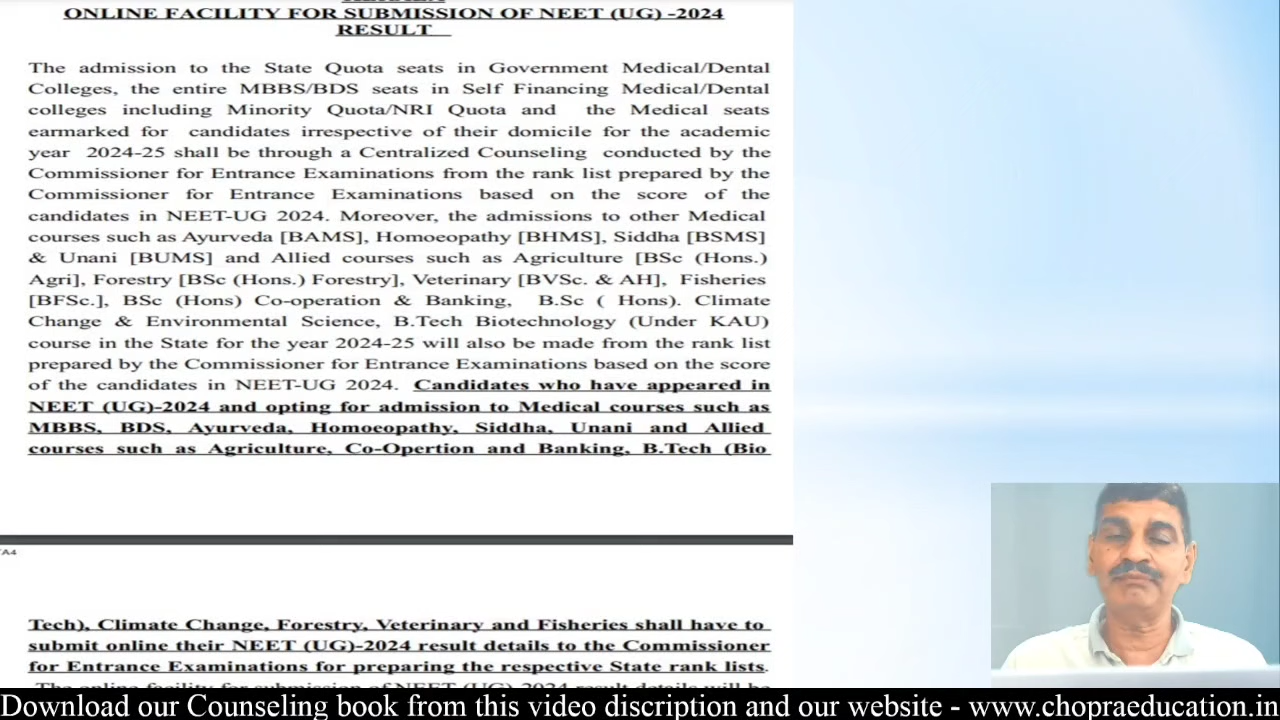 ONLINE FACILITY FOR SUBMISSION OF NEET (UG) -2024
RESULT
The admission to the State Quota seats in Government Medical/Dental
Colleges, the entire MBBS/BDS seats in Self Financing Medical/Dental
colleges including Minority Quota/NRI Quota and the Medical seats
earmarked for candidates irrespective of their domicile for the academic
year 2024-25 shall be through a Centralized Counseling conducted by the
Commissioner for Entrance Examinations from the rank list prepared by the
Commissioner for Entrance Examinations based on the score of the
candidates in NEET-UG 2024. Moreover, the admissions to other Medical
courses such as Ayurveda [BAMS], Homoeopathy [BHMS], Siddha [BSMS]
& Unani [BUMS] and Allied courses such as Agriculture [BSc (Hons.)
Agri], Forestry [BSc (Hons.) Forestry], Veterinary [BVSc. & AH], Fisheries
[BFSc.], BSc (Hons) Co-operation & Banking, B.Sc ( Hons). Climate
Change & Environmental Science, B.Tech Biotechnology (Under KAU)
course in the State for the year 2024-25 will also be made from the rank list
prepared by the Commissioner for Entrance Examinations based on the score
of the candidates in NEET-UG 2024. Candidates who have appeared in
NEET (UG)-2024 and opting for admission to Medical courses such as
MBBS, BDS, Ayurveda, Homoeopathy, Siddha, Unani and Allied
courses such as Agriculture, Co-Opertion and Banking, B.Tech (Bio
A4
Tech), Climate Change, Forestry, Veterinary and Fisheries shall have to
submit online their NEET (UG)-2024 result details to the Commissioner
for Entrance Examinations for preparing the respective State rank lists.
The online facility for submission of NEET (UG)-2024 result details will be
Download our Counseling book from this video discription and our website - www.chopraeducation.in